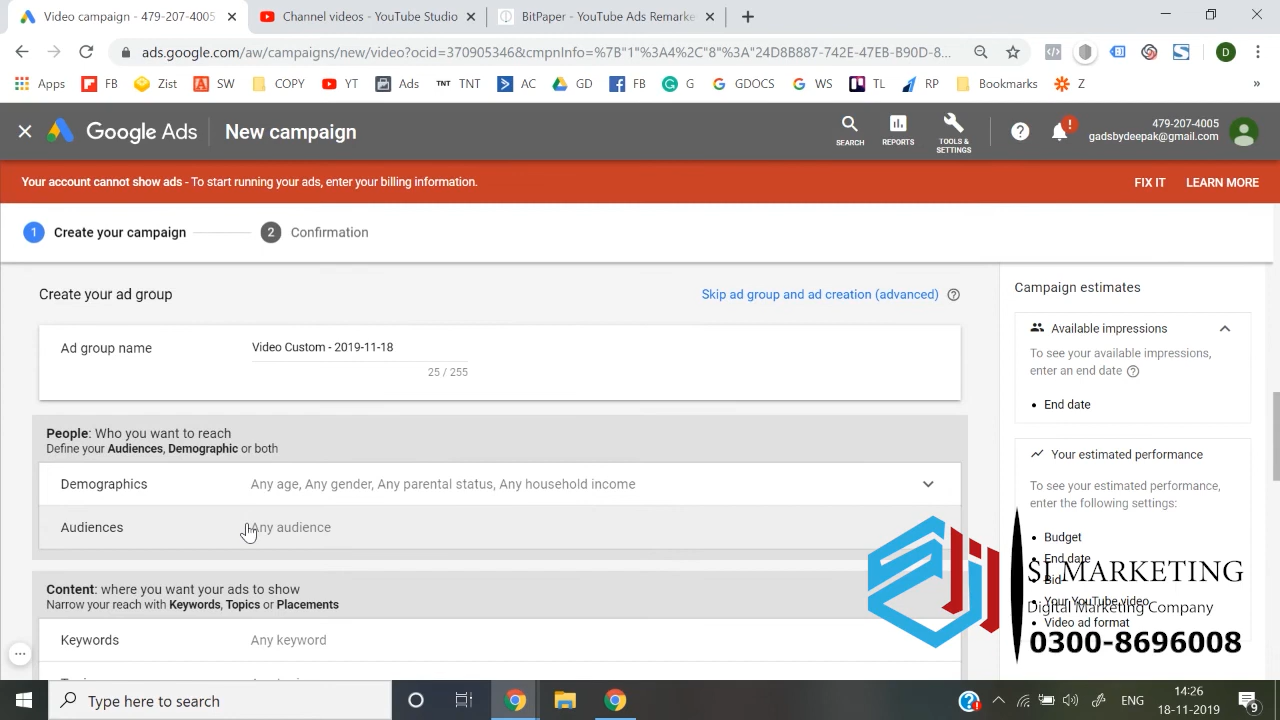 Video campaign - 479-207-4005
Channel videos - YouTube Studio
BitPaper - YouTube Ads Remarke
ads.google.com/aw/campaigns/new/video?ocid=370905346&cmpnInfo=%7B"1"%3A4%2C"8"%3A"24D8B887-742E-47EB-B90D-8...
D
Apps
FB
Zist
SW
COPY
YT
Ads
TNT
TNT
AC
GD
FB
G
GDOCS
WS
TL
RP
Bookmarks
Z
»
Google Ads
New campaign
SEARCH
REPORTS
TOOLS &
SETTINGS
479-207-4005
gadsbydeepak@gmail.com
Your account cannot show ads - To start running your ads, enter your billing information.
FIX IT
LEARN MORE
1 Create your campaign
2 Confirmation
Create your ad group
Skip ad group and ad creation (advanced)
Ad group name
Video Custom - 2019-11-18
25 / 255
People: Who you want to reach
Define your Audiences, Demographic or both
Demographics
Any age, Any gender, Any parental status, Any household income
Audiences
Any audience
Content: where you want your ads to show
Narrow your reach with Keywords, Topics or Placements
Keywords
Any keyword
Campaign estimates
Available impressions
To see your available impressions,
enter an end date
• End date
Your estimated performance
To see your estimated performance,
enter the following settings:
• Budget
• End date
• Bid
• Your YouTube video
• Video ad format
SJ MARKETING
Digital Marketing Company
0300-8696008
Type here to search
ENG
14:26
18-11-2019
9